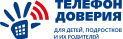 ТЕЛЕФОН
ДОВЕРИЯ
ДЛЯ ДЕТЕЙ, ПОДРОСТКОВ
И ИХ РОДИТЕЛЕЙ